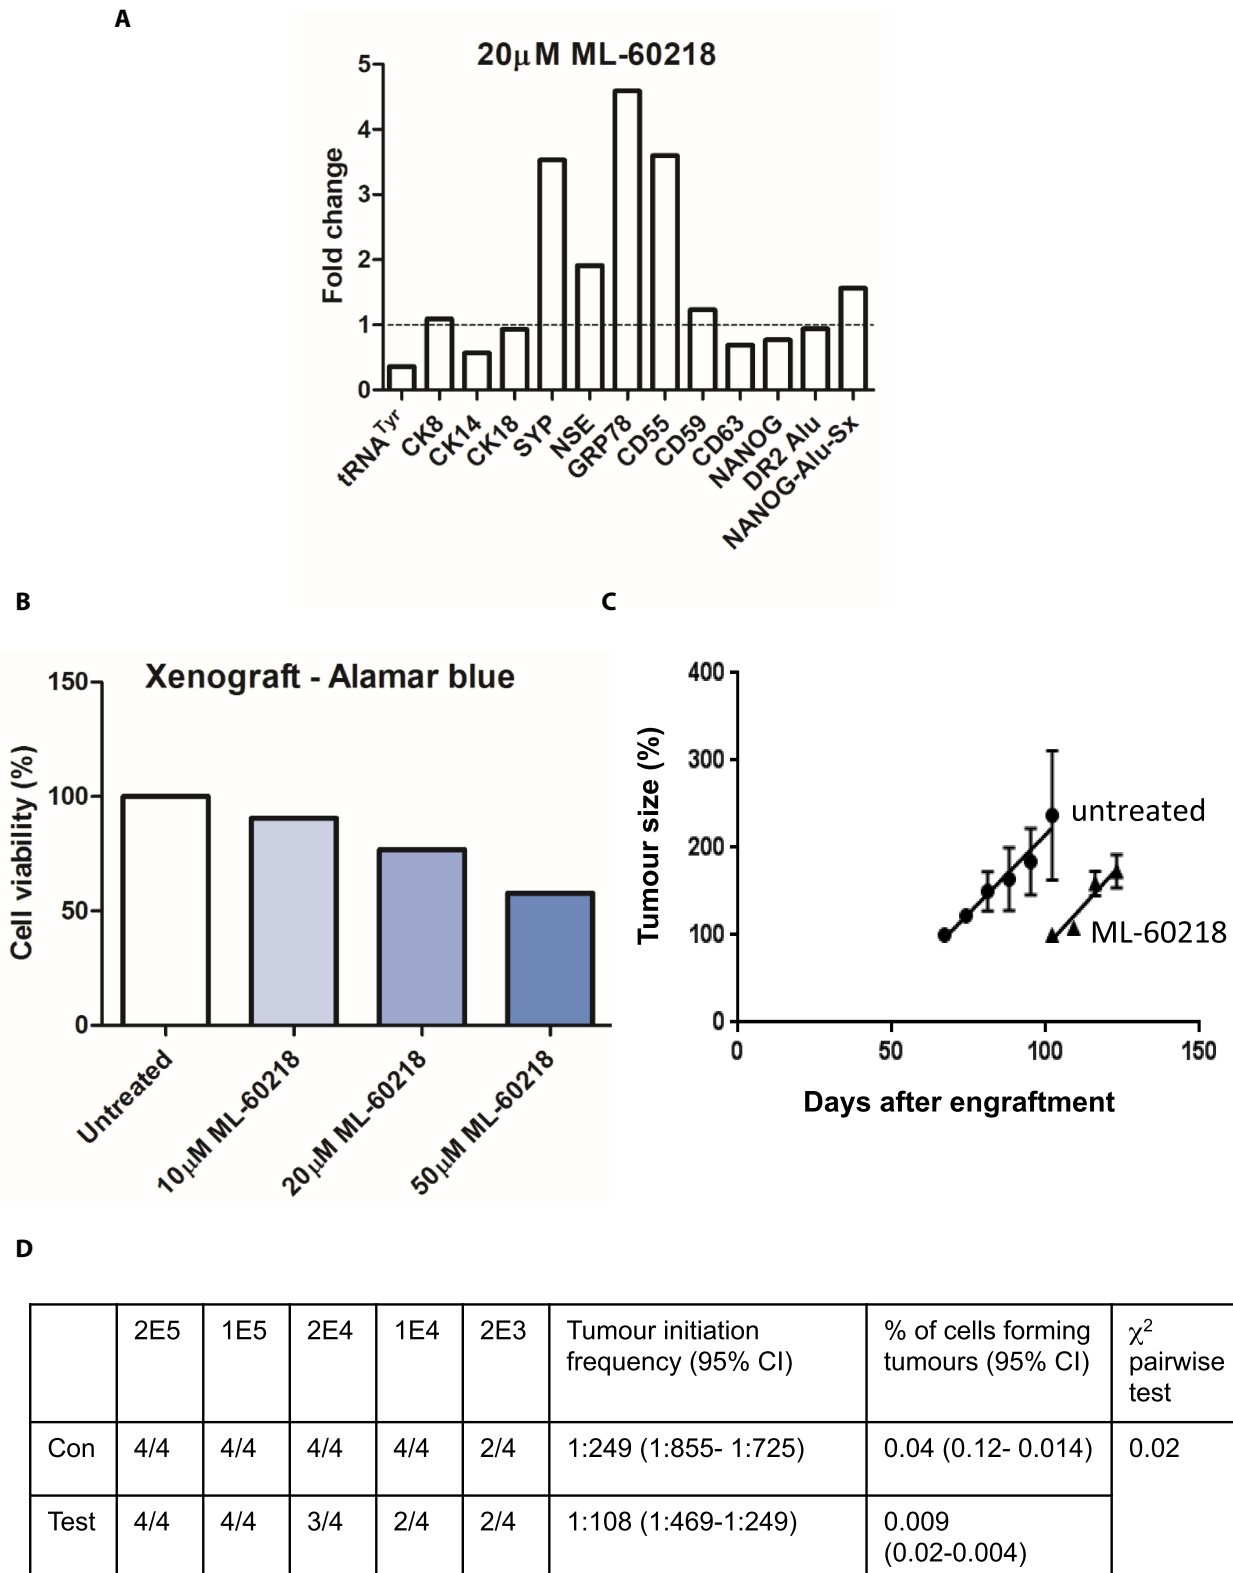 A
20μM ML-60218
5
4
3
2
1
0
Fold change
tRNATyr
CK8
CK14
CK18
SYP
NSE
GRP78
CD55
CD59
CD63
NANOG
DR2 Alu
NANOG-Alu-Sx
B
Xenograft - Alamar blue
150
100
50
0
Cell viability (%)
Untreated
10μM ML-60218
20μM ML-60218
50μM ML-60218
C
400
300
200
100
0
Tumour size (%)
untreated
ML-60218
0 50 100 150
Days after engraftment
D
2E5 1E5 2E4 1E4 2E3 Tumour initiation frequency (95% CI) % of cells forming tumours (95% CI) χ2 pairwise test
Con 4/4 4/4 4/4 4/4 2/4 1:249 (1:855- 1:725) 0.04 (0.12- 0.014) 0.02
Test 4/4 4/4 3/4 2/4 2/4 1:108 (1:469-1:249) 0.009 (0.02-0.004)